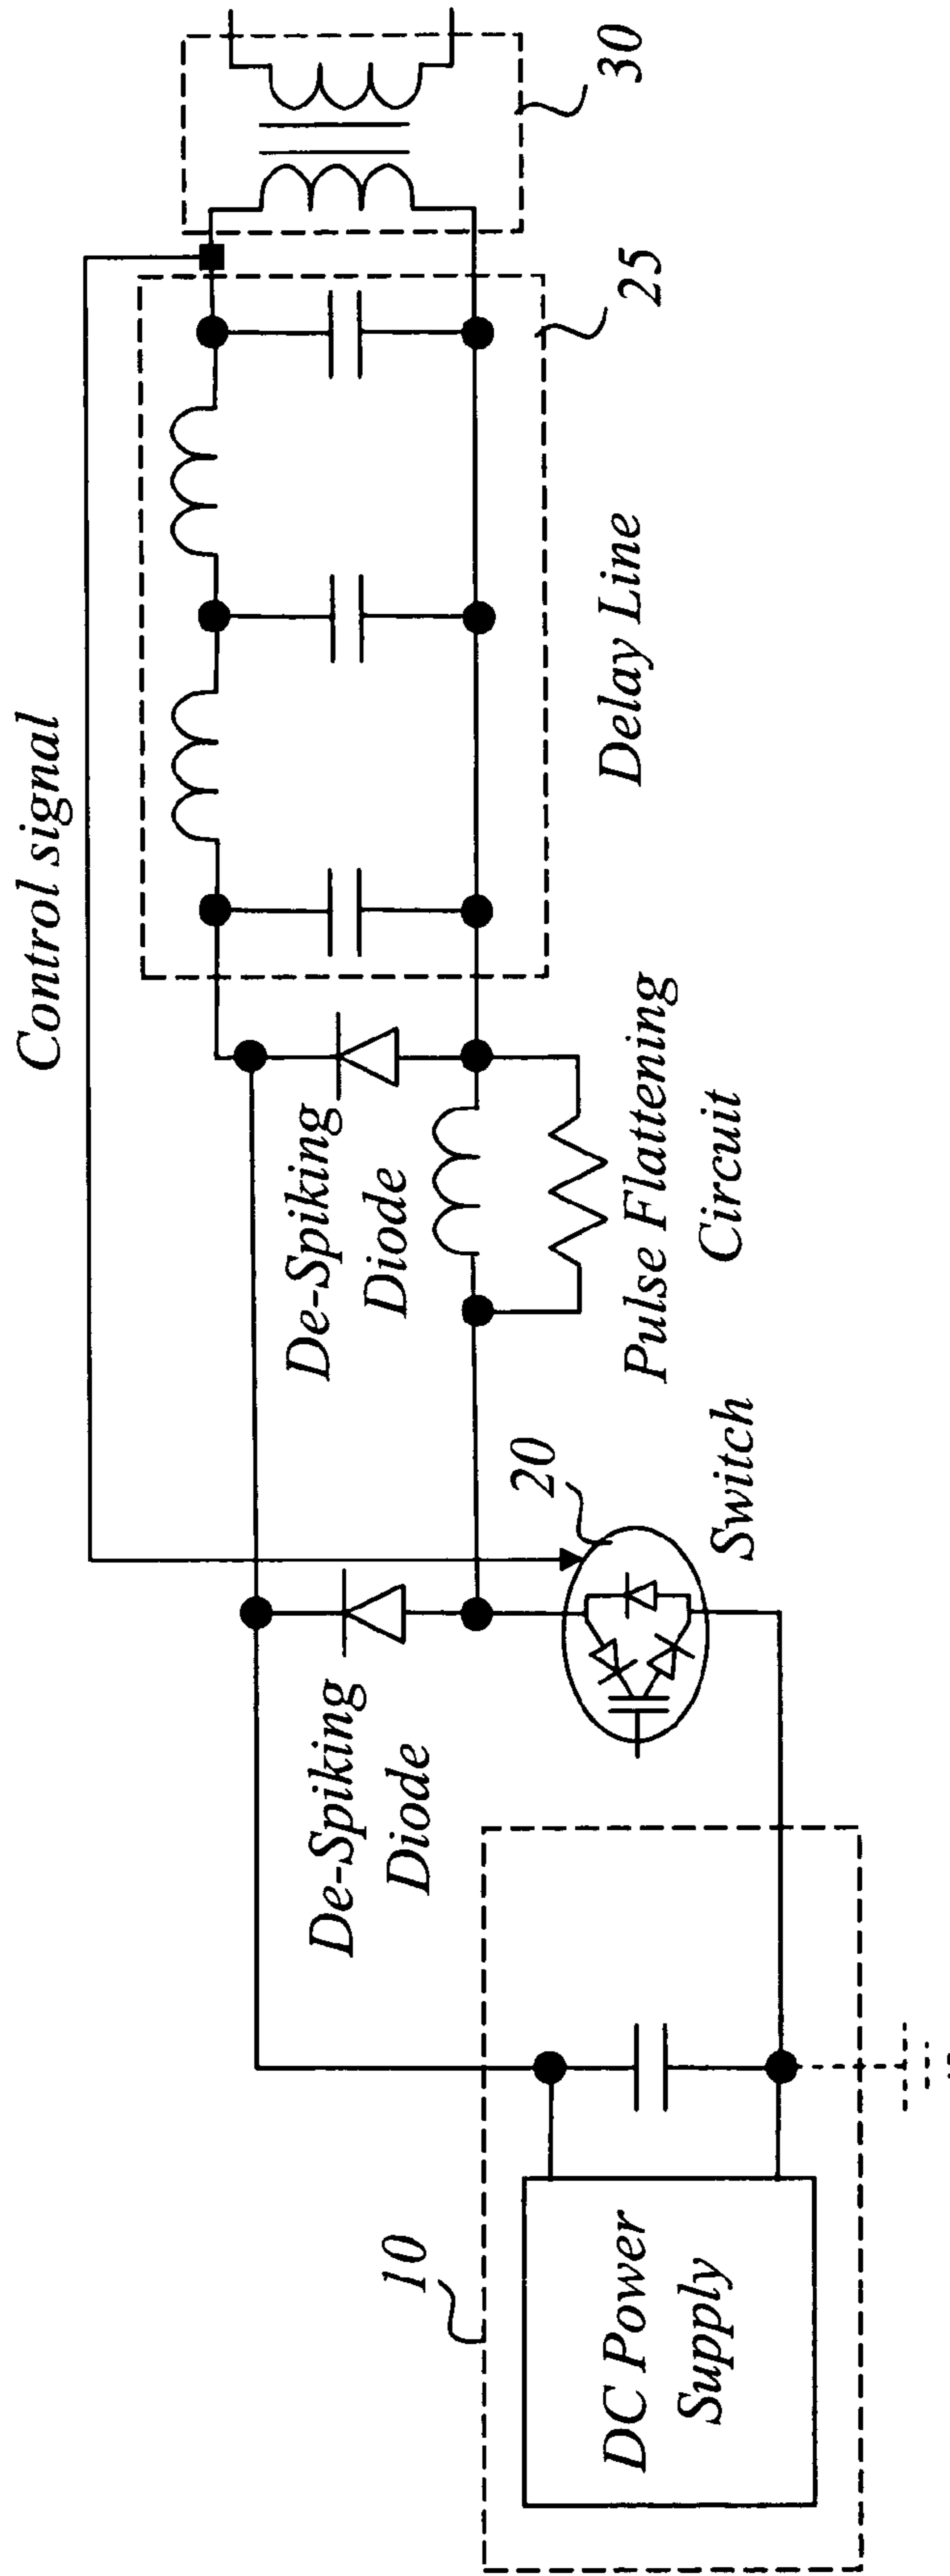 Control signal
De-Spiking
Diode
De-Spiking
Diode
20
Switch
Pulse Flattening
Circuit
Delay Line
25
30
10
DC Power
Supply